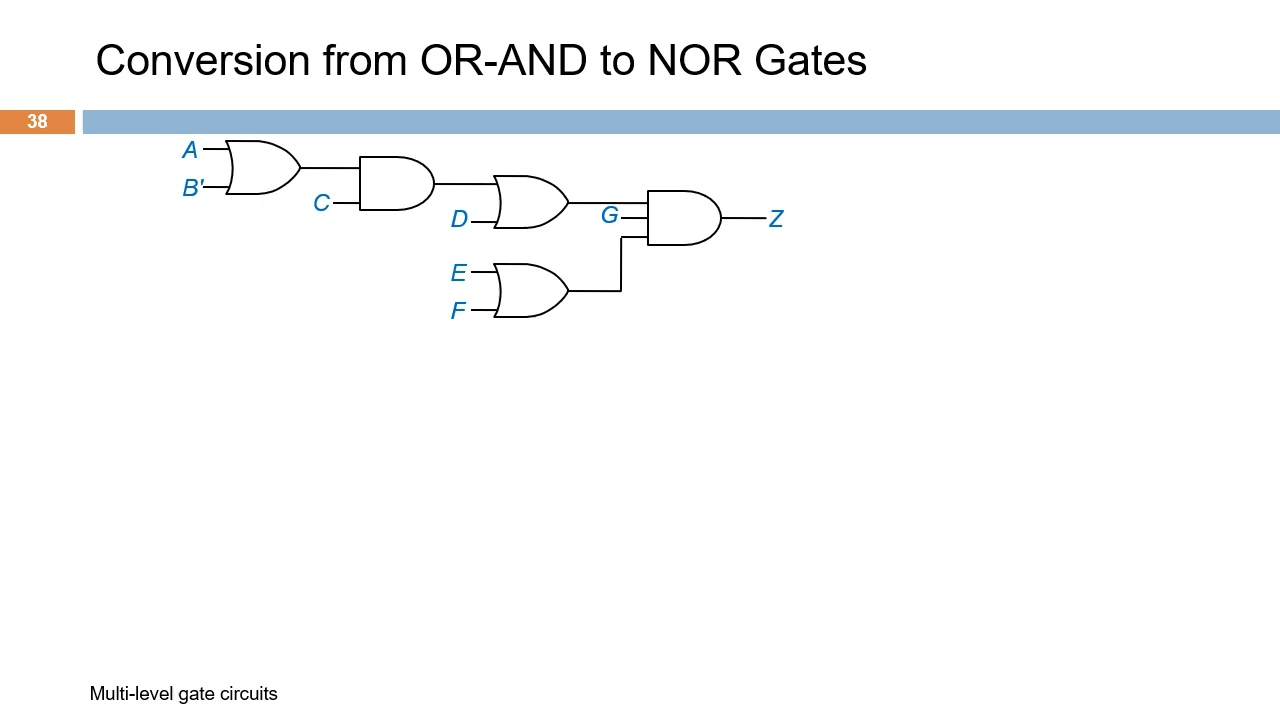 Conversion from OR-AND to NOR Gates
38
A
B'
C
D
G
Z
E
F
Multi-level gate circuits